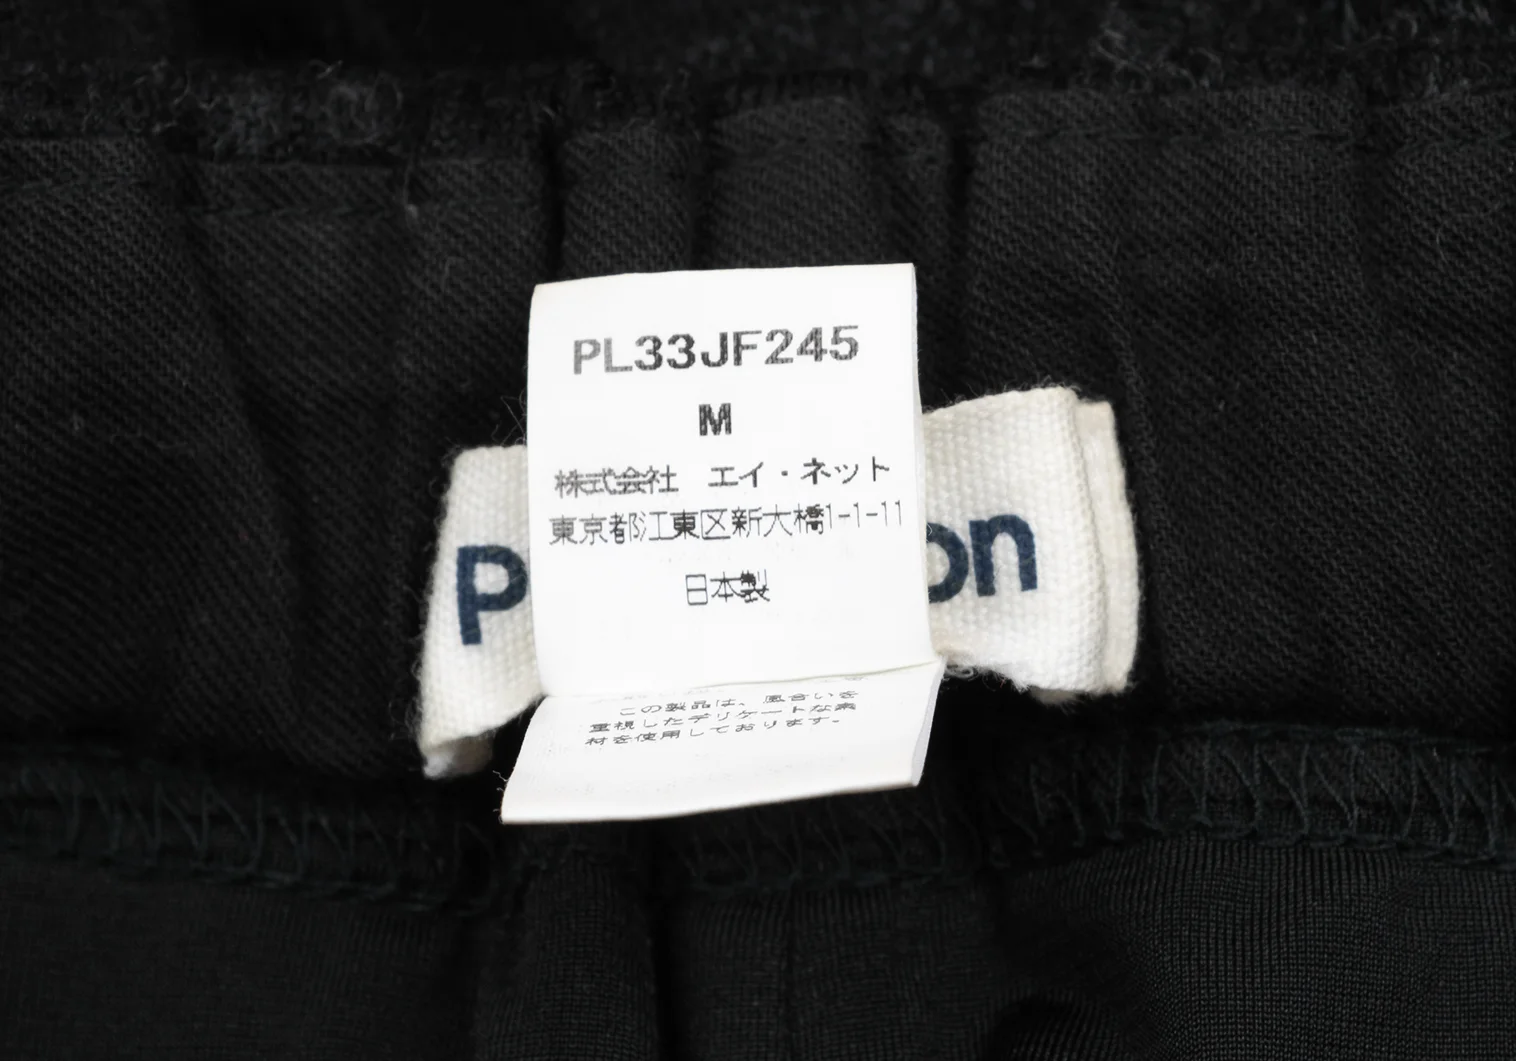 PL33JF245
M
株式会社 エイ・ネット
東京都江東区新大橋1-1-11
日本製
この製品は、風合いを
重視したデリケートな素
材を使用しております。